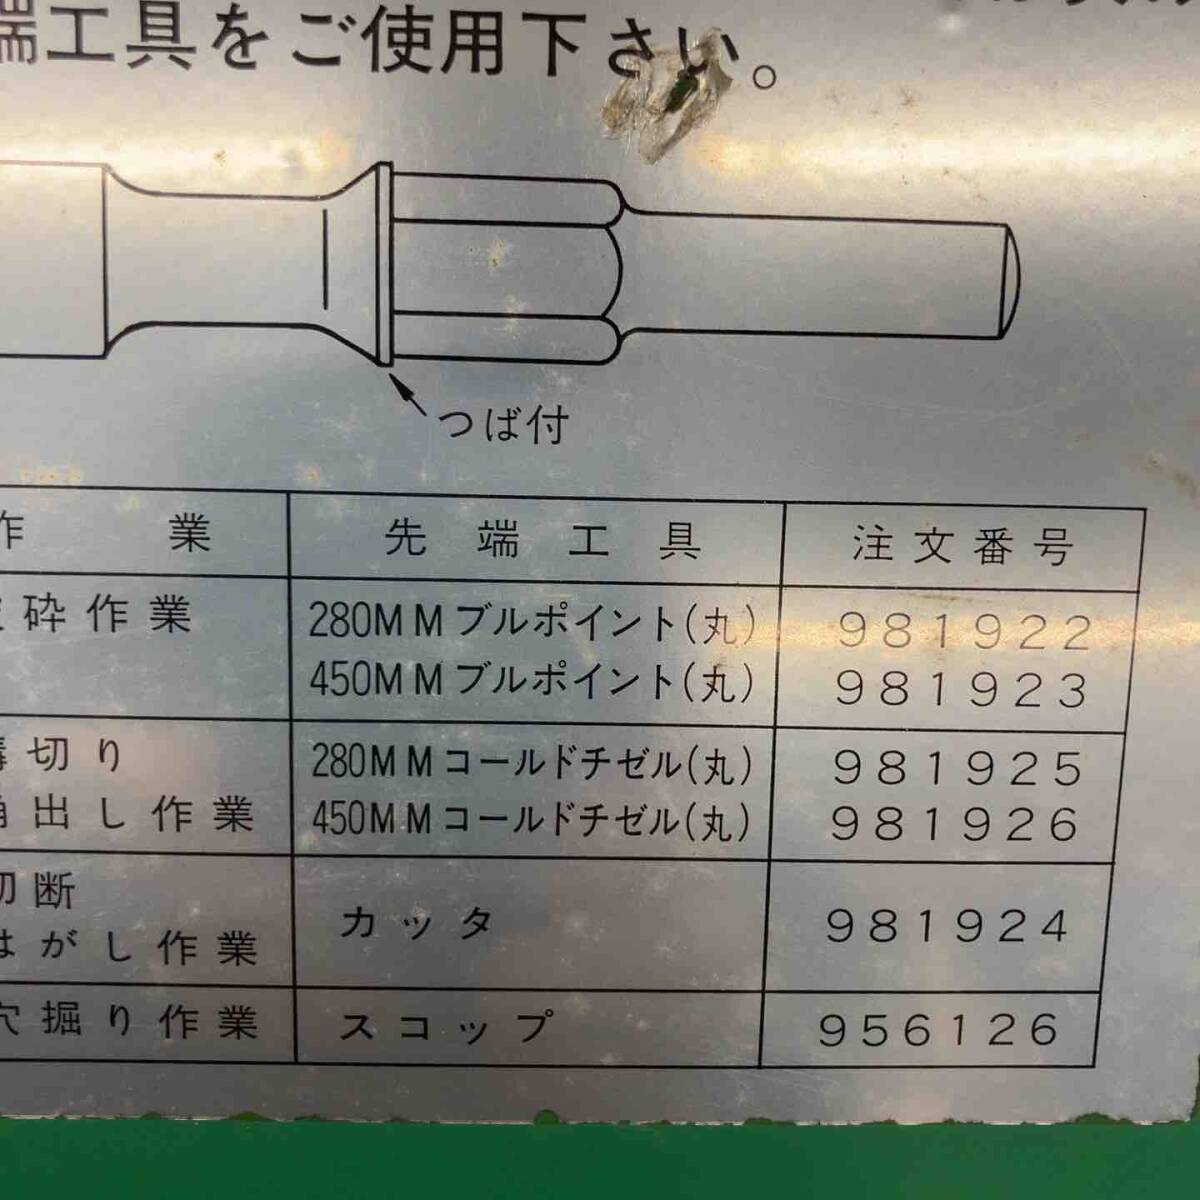 端工具をご使用下さい。
つば付
作業 先端工具 注文番号
砕作業 280MMブルポイント(丸) 981922
450MMブルポイント(丸) 981923
溝切り 280MMコールドチゼル(丸) 981925
角出し作業 450MMコールドチゼル(丸) 981926
切断
はがし作業 カッタ 981924
穴掘り作業 スコップ 956126